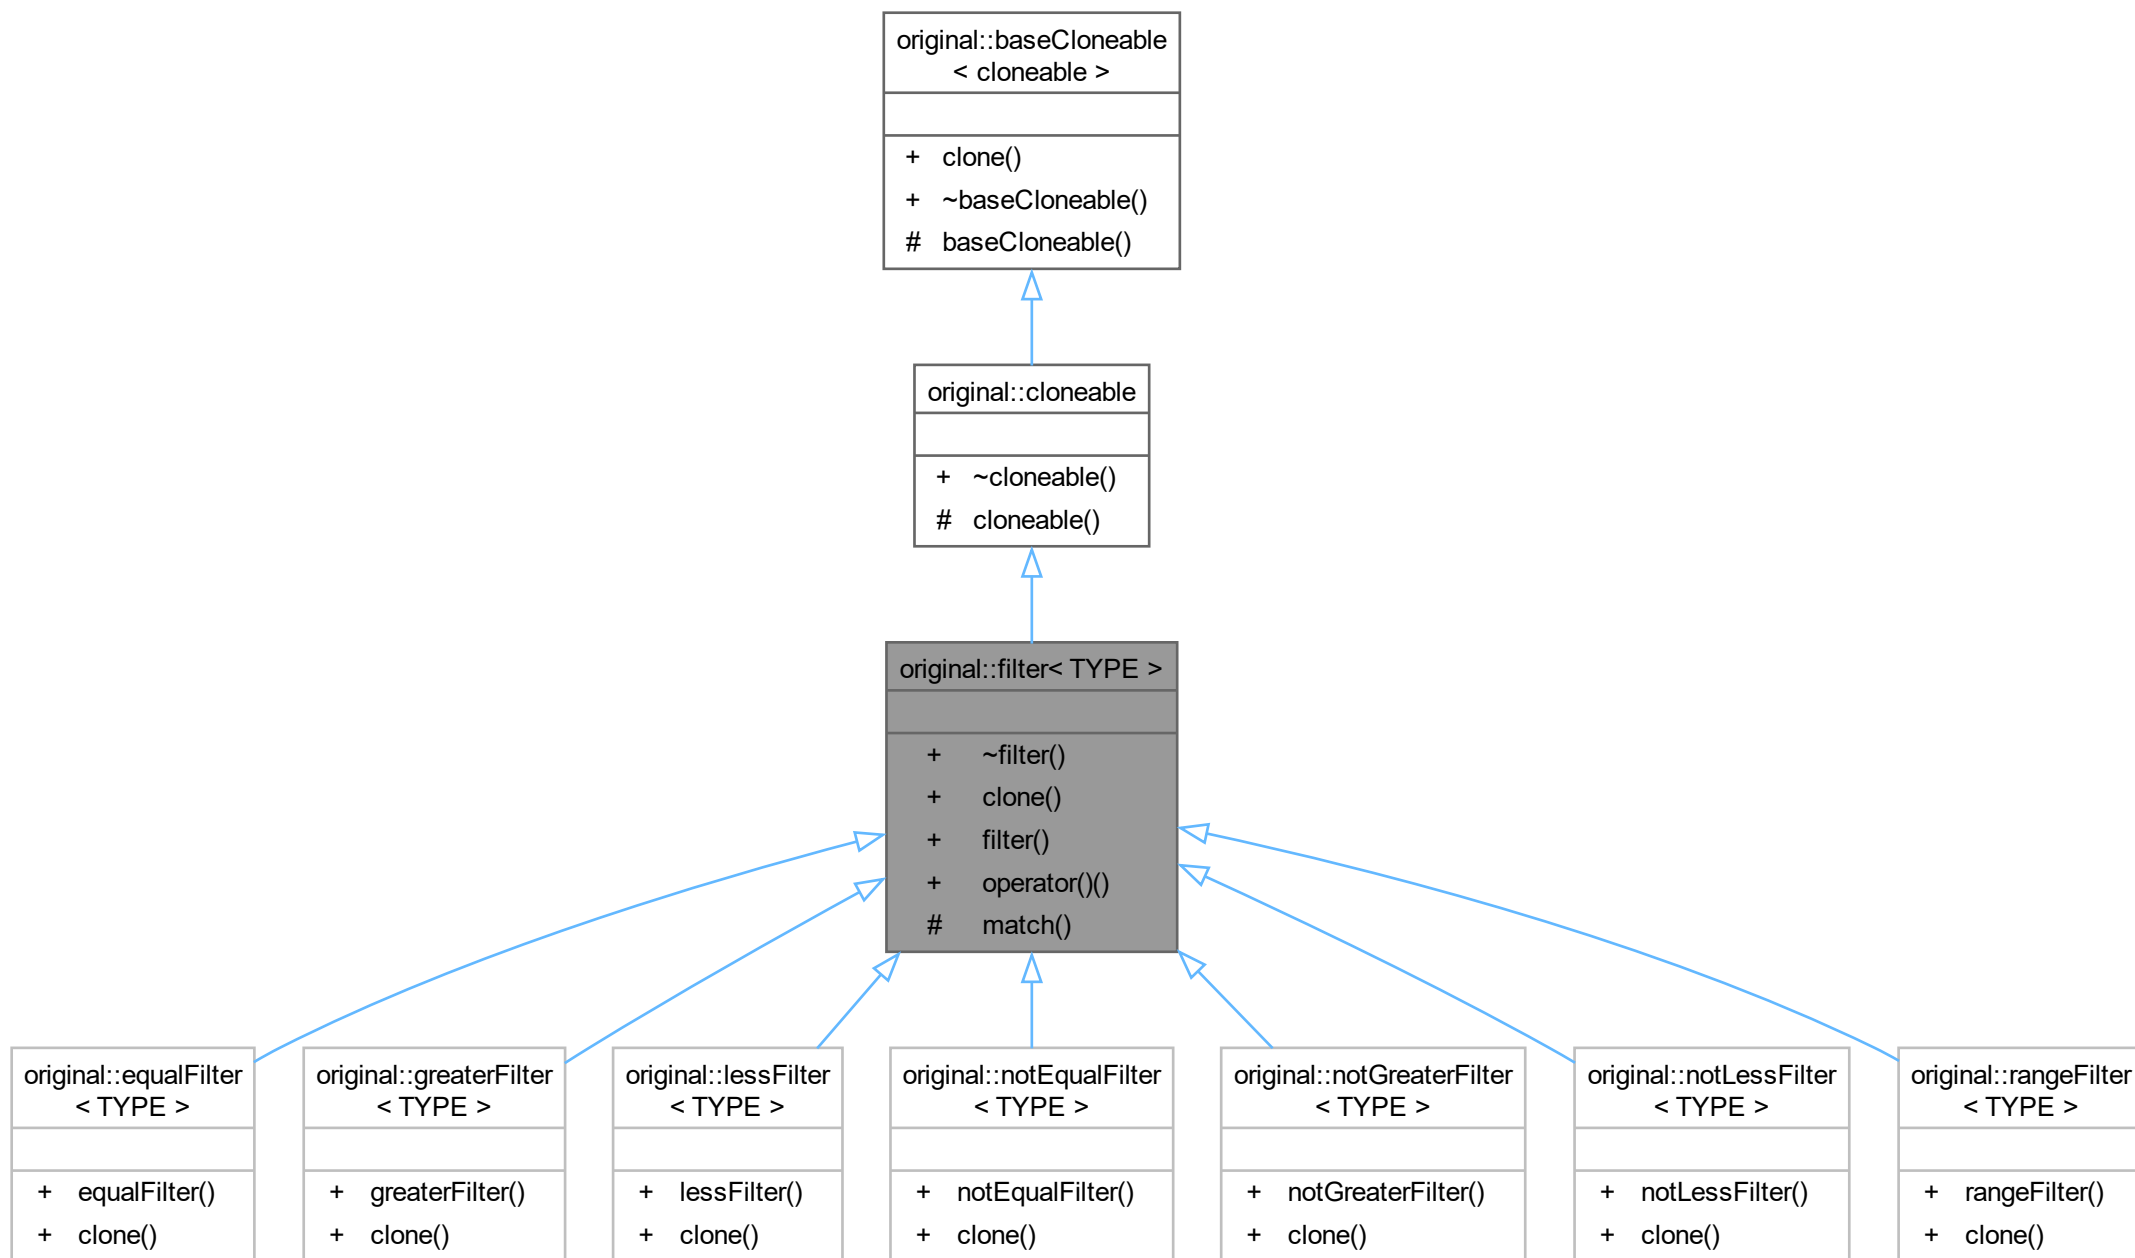 original::baseCloneable
< cloneable >
+ clone()
+ ~baseCloneable()
# baseCloneable()
original::cloneable
+ ~cloneable()
# cloneable()
original::filter< TYPE >
+ ~filter()
+ clone()
+ filter()
+ operator()()
# match()
original::equalFilter
< TYPE >
+ equalFilter()
+ clone()
original::greaterFilter
< TYPE >
+ greaterFilter()
+ clone()
original::lessFilter
< TYPE >
+ lessFilter()
+ clone()
original::notEqualFilter
< TYPE >
+ notEqualFilter()
+ clone()
original::notGreaterFilter
< TYPE >
+ notGreaterFilter()
+ clone()
original::notLessFilter
< TYPE >
+ notLessFilter()
+ clone()
original::rangeFilter
< TYPE >
+ rangeFilter()
+ clone()